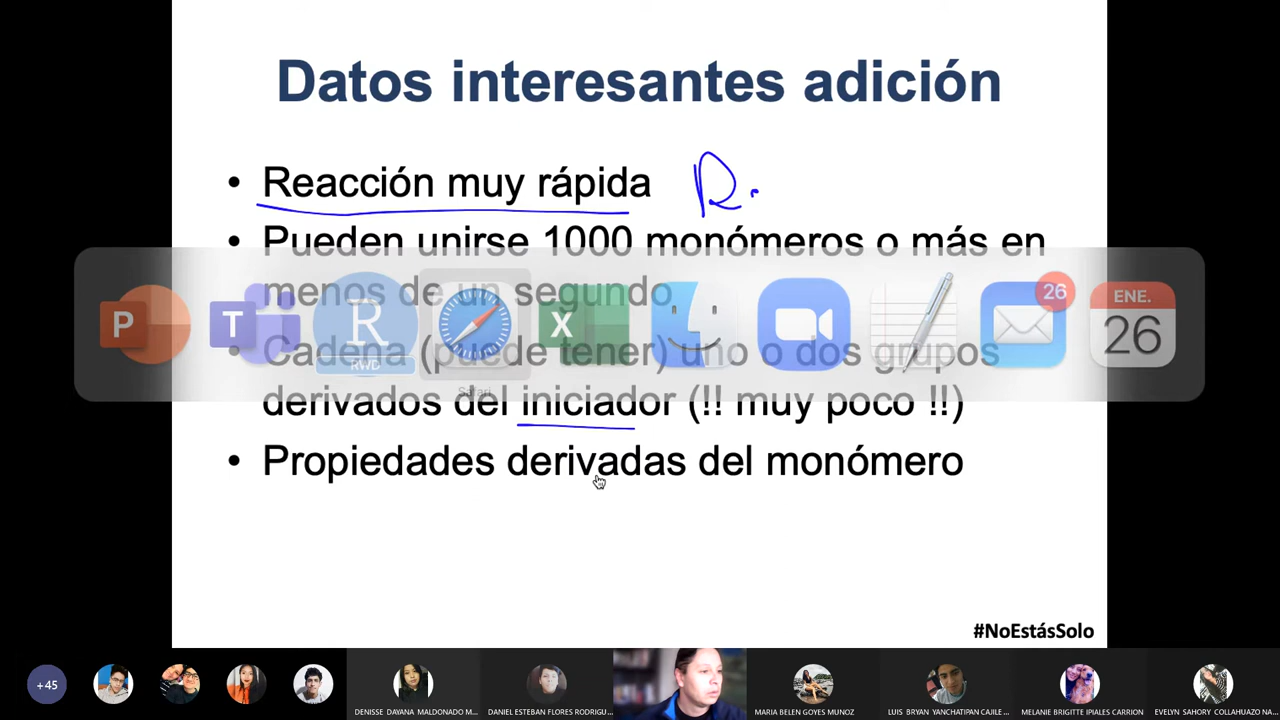 Datos interesantes adición
• Reacción muy rápida R.
• Pueden unirse 1000 monómeros o más en
menos de un segundo
• Cadena (puede tener) uno o dos grupos
derivados del iniciador (!! muy poco !!)
• Propiedades derivadas del monómero
P
T
R
RWD
Safari
X
26
ENE.
26
#NoEstásSolo
+45
DENISSE DAYANA MALDONADO M...
DANIEL ESTEBAN FLORES RODRIGU...
MARIA BELEN GOYES MUNOZ
LUIS BRYAN YANCHATIPAN CAJILE...
MELANIE BRIGITTE IPIALES CARRION
EVELYN SAHORY COLLAHUAZO NA...